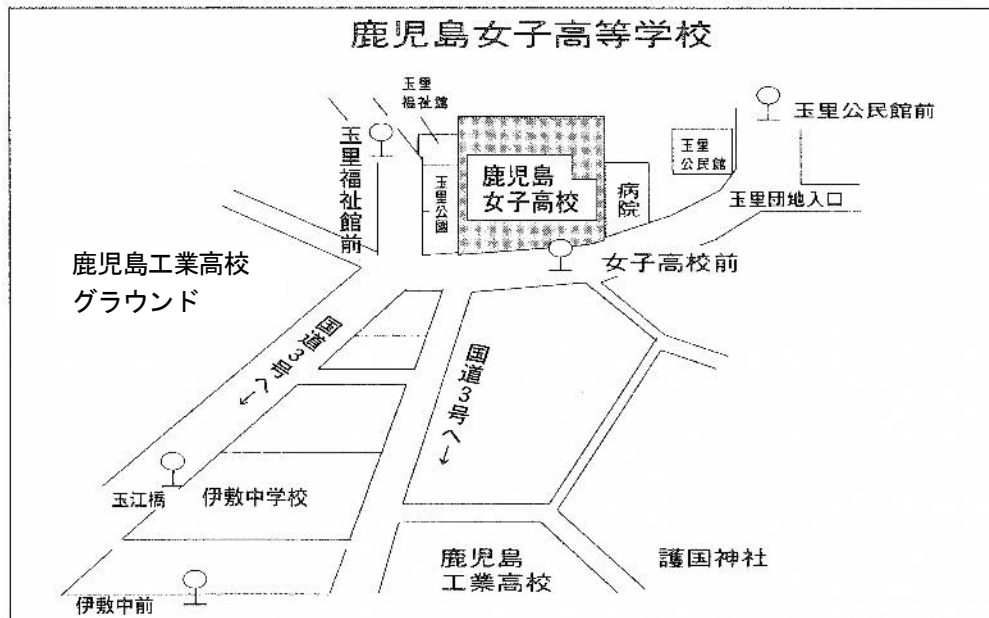 鹿児島女子高等学校
玉里
福祉館
玉里公民館前
玉里福祉館前
玉里公園
鹿児島
女子高校
病院
玉里
公民館
玉里団地入口
女子高校前
鹿児島工業高校
グラウンド
国道3号へ
↓
国道3号へ
↓
玉江橋
伊敷中学校
伊敷中前
鹿児島
工業高校
護国神社